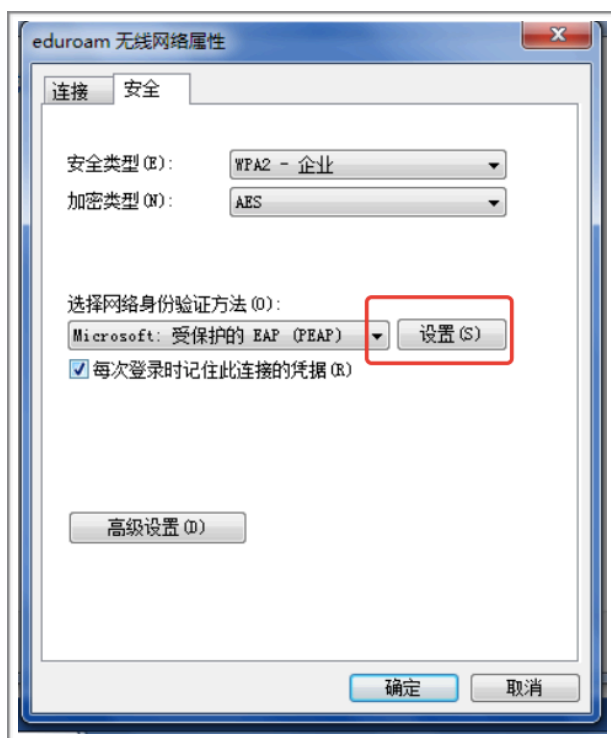 eduroam 无线网络属性
连接 安全
安全类型(E): WPA2 - 企业
加密类型(N): AES
选择网络身份验证方法(O):
Microsoft: 受保护的 EAP (PEAP) 设置(S)
每次登录时记住此连接的凭据(R)
高级设置(D)
确定 取消